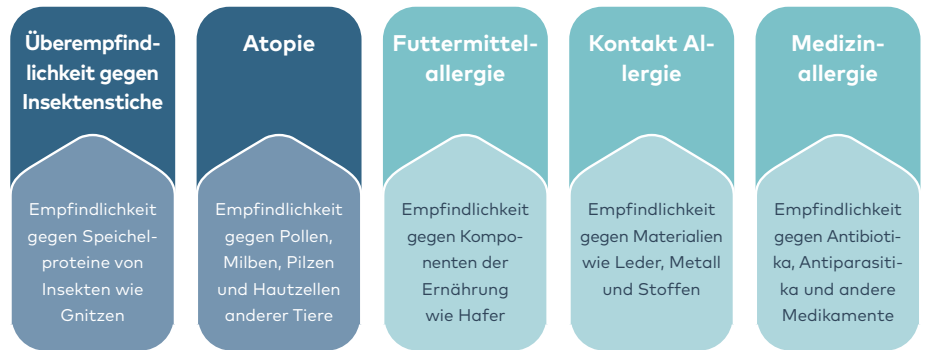 Überempfind-
lichkeit gegen
Insektenstiche
Empfindlichkeit
gegen Speichel-
proteine von
Insekten wie
Gnitzen
Atopie
Empfindlichkeit
gegen Pollen,
Milben, Pilzen
und Hautzellen
anderer Tiere
Futtermittel-
allergie
Empfindlichkeit
gegen Kompo-
nenten der
Ernährung
wie Hafer
Kontakt Al-
lergie
Empfindlichkeit
gegen Materialien
wie Leder, Metall
und Stoffen
Medizin-
allergie
Empfindlichkeit
gegen Antibioti-
ka, Antiparasiti-
ka und andere
Medikamente